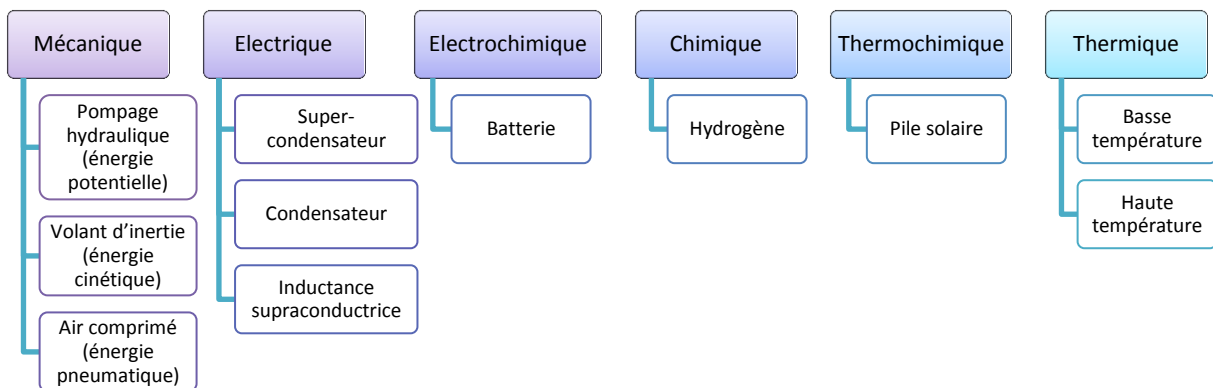 Mécanique
Pompage
hydraulique
(énergie
potentielle)
Volant d’inertie
(énergie
cinétique)
Air comprimé
(énergie
pneumatique)
Electrique
Super-
condensateur
Condensateur
Inductance
supraconductrice
Electrochimique
Batterie
Chimique
Hydrogène
Thermochimique
Pile solaire
Thermique
Basse
température
Haute
température